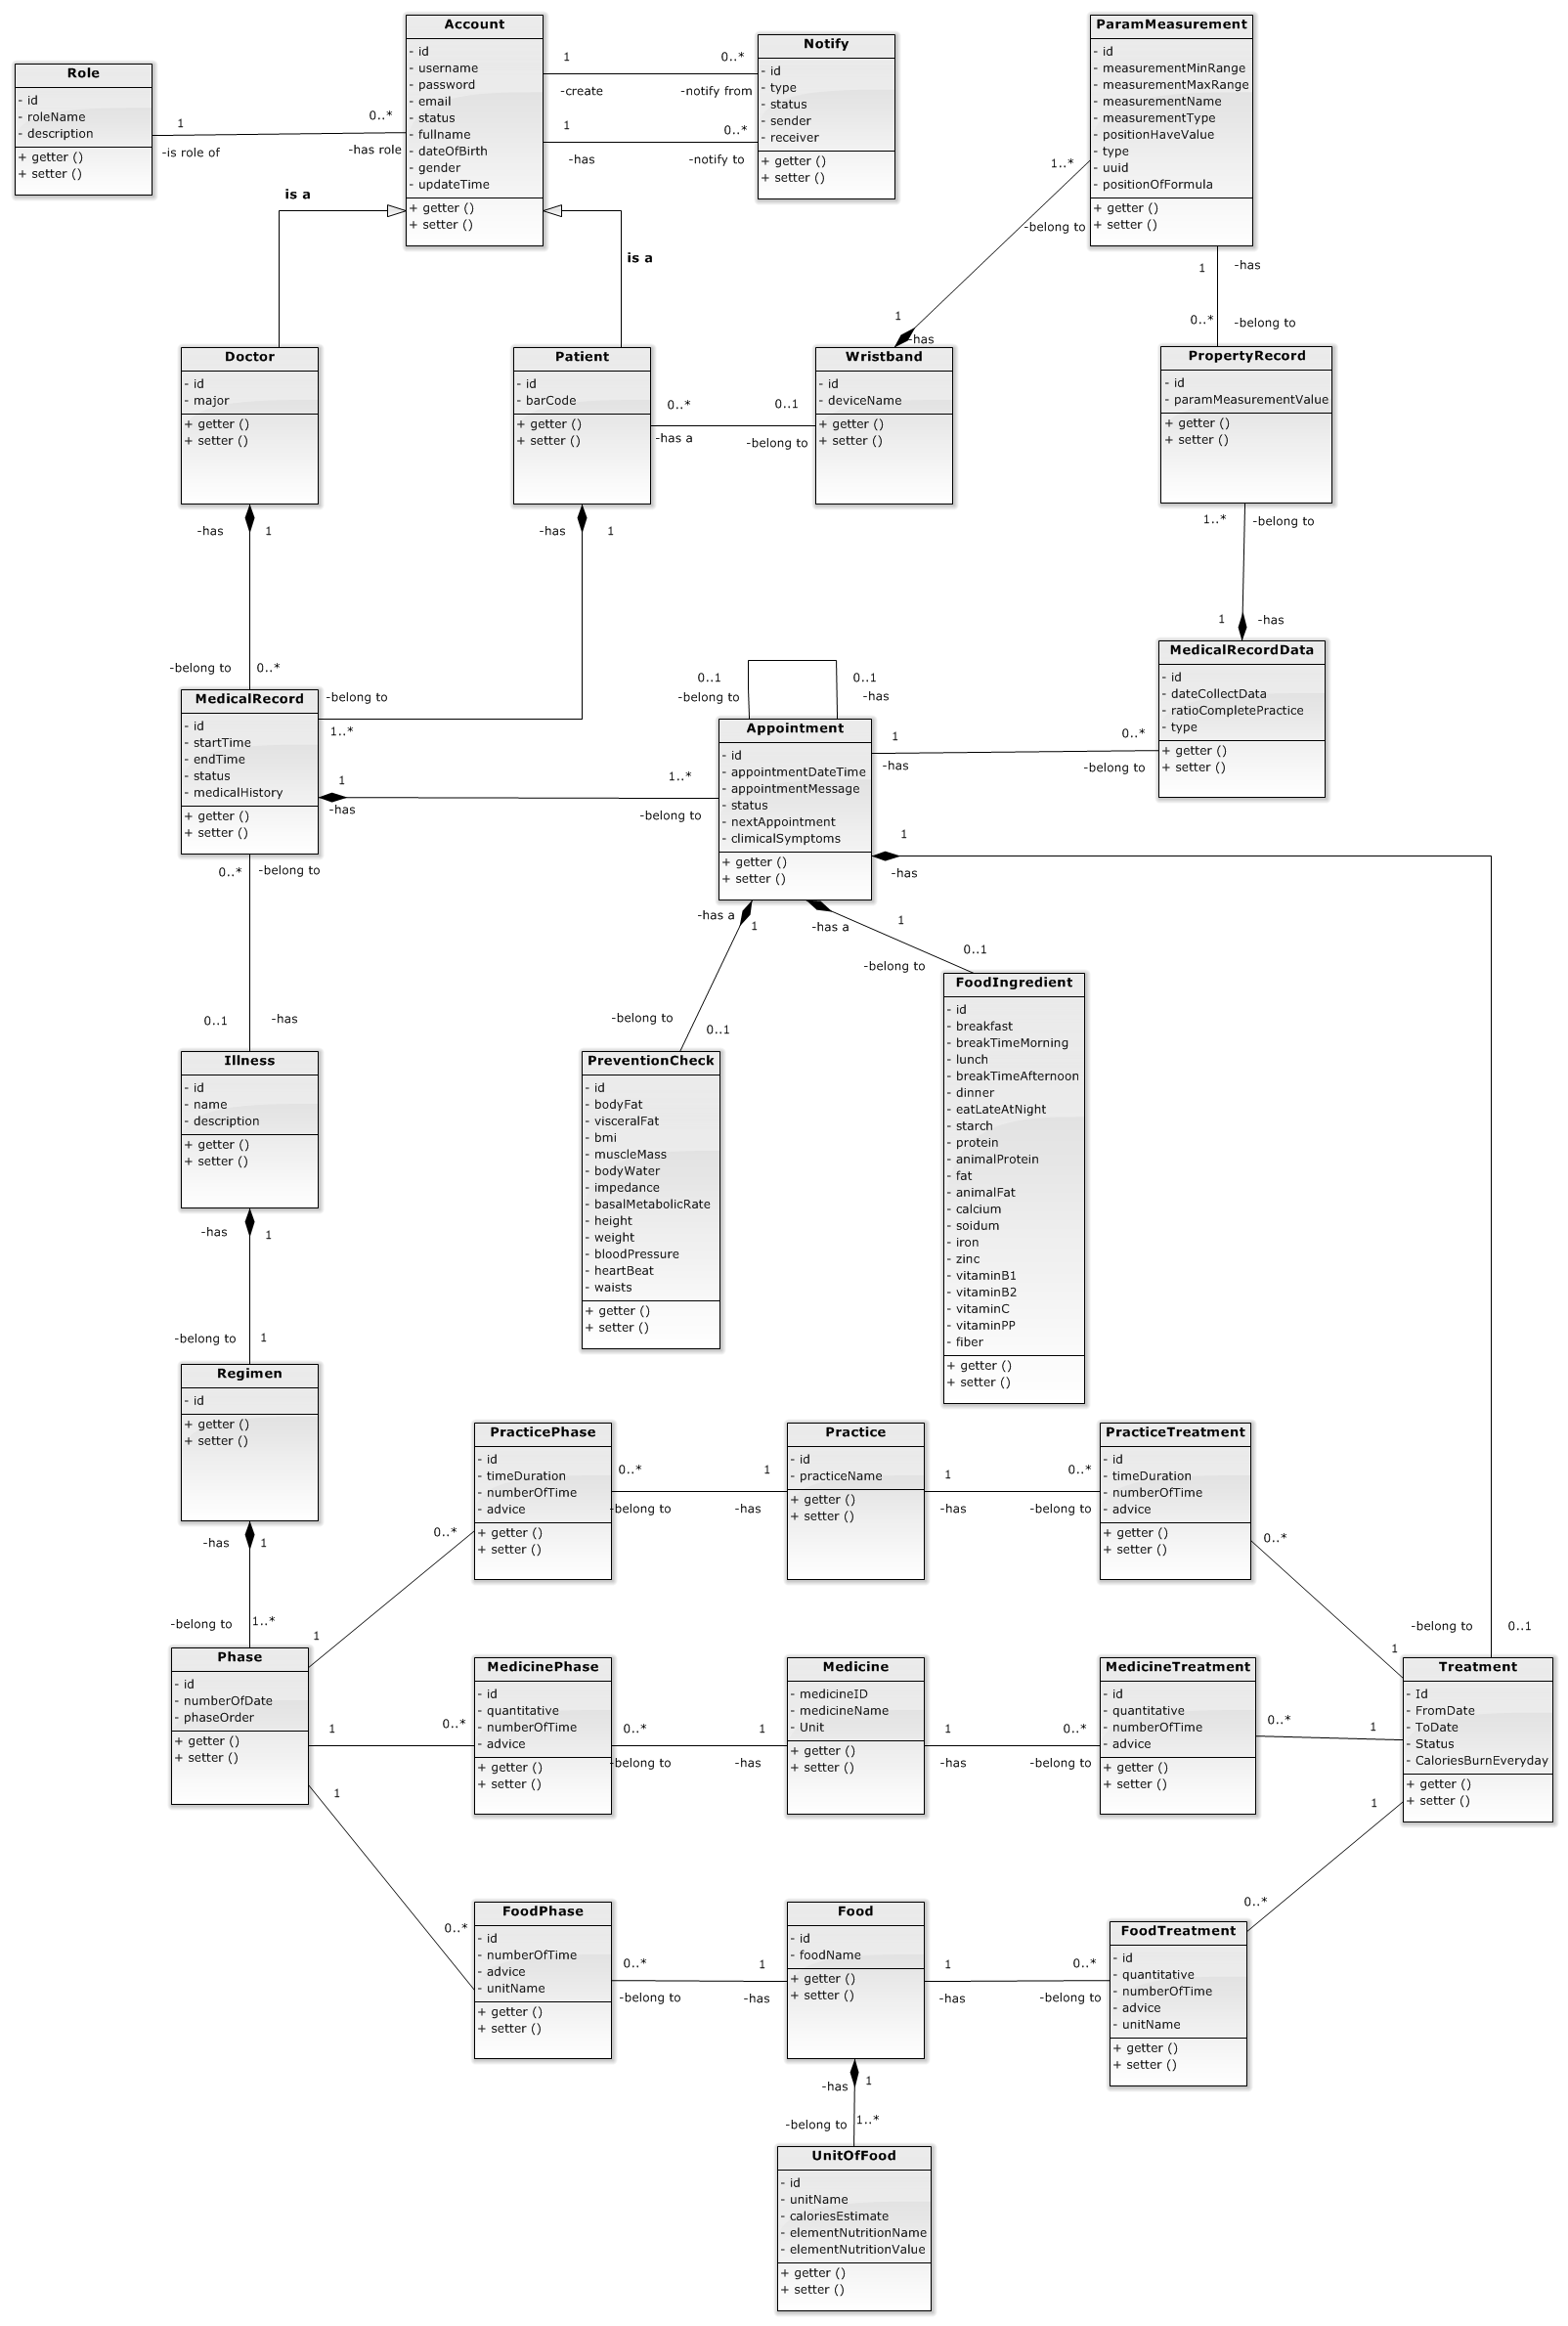 Account
- id
- username
- password
- email
- status
- fullname
- dateOfBirth
- gender
- updateTime
+ getter ()
+ setter ()
ParamMeasurement
- id
- measurementMinRange
- measurementMaxRange
- measurementName
- measurementType
- positionHaveValue
- type
- uuid
- positionOfFormula
+ getter ()
+ setter ()
Notify
- id
- type
- status
- sender
- receiver
+ getter ()
+ setter ()
Role
- id
- roleName
- description
+ getter ()
+ setter ()
1
0..*
-create
-notify from
1
0..*
-has
-notify to
1
0..*
-is role of
-has role
is a
is a
1..*
-belong to
1
-has
1
-has
0..*
-belong to
Doctor
- id
- major
+ getter ()
+ setter ()
Patient
- id
- barCode
+ getter ()
+ setter ()
0..*
0..1
-has a
-belong to
Wristband
- id
- deviceName
+ getter ()
+ setter ()
PropertyRecord
- id
- paramMeasurementValue
+ getter ()
+ setter ()
-has
1
-has
1
1..*
-belong to
1
-has
-belong to
0..*
-belong to
1..*
MedicalRecord
- id
- startTime
- endTime
- status
- medicalHistory
+ getter ()
+ setter ()
0..1
0..1
-belong to
-has
Appointment
- id
- appointmentDateTime
- appointmentMessage
- status
- nextAppointment
- climicalSymptoms
+ getter ()
+ setter ()
MedicalRecordData
- id
- dateCollectData
- ratioCompletePractice
- type
+ getter ()
+ setter ()
1
0..*
-has
-belong to
1
1..*
-has
-belong to
1
-has
0..*
-belong to
-has a
1
1
-has a
0..1
-belong to
-belong to
0..1
0..1
-has
FoodIngredient
- id
- breakfast
- breakTimeMorning
- lunch
- breakTimeAfternoon
- dinner
- eatLateAtNight
- starch
- protein
- animalProtein
- fat
- animalFat
- calcium
- soidum
- iron
- zinc
- vitaminB1
- vitaminB2
- vitaminC
- vitaminPP
- fiber
+ getter ()
+ setter ()
Illness
- id
- name
- description
+ getter ()
+ setter ()
PreventionCheck
- id
- bodyFat
- visceralFat
- bmi
- muscleMass
- bodyWater
- impedance
- basalMetabolicRate
- height
- weight
- bloodPressure
- heartBeat
- waists
+ getter ()
+ setter ()
-has
1
-belong to
1
Regimen
- id
+ getter ()
+ setter ()
PracticePhase
- id
- timeDuration
- numberOfTime
- advice
+ getter ()
+ setter ()
0..*
1
-belong to
-has
Practice
- id
- practiceName
+ getter ()
+ setter ()
1
0..*
-has
-belong to
PracticeTreatment
- id
- timeDuration
- numberOfTime
- advice
+ getter ()
+ setter ()
-has
1
0..*
0..*
-belong to
1..*
1
-belong to
0..1
1
Phase
- id
- numberOfDate
- phaseOrder
+ getter ()
+ setter ()
1
0..*
MedicinePhase
- id
- quantitative
- numberOfTime
- advice
+ getter ()
+ setter ()
0..*
1
-belong to
-has
Medicine
- medicineID
- medicineName
- Unit
+ getter ()
+ setter ()
1
0..*
-has
-belong to
MedicineTreatment
- id
- quantitative
- numberOfTime
- advice
+ getter ()
+ setter ()
0..*
1
Treatment
- Id
- FromDate
- ToDate
- Status
- CaloriesBurnEveryday
+ getter ()
+ setter ()
1
1
0..*
0..*
FoodPhase
- id
- numberOfTime
- advice
- unitName
+ getter ()
+ setter ()
0..*
1
-belong to
-has
Food
- id
- foodName
+ getter ()
+ setter ()
1
0..*
-has
-belong to
FoodTreatment
- id
- quantitative
- numberOfTime
- advice
- unitName
+ getter ()
+ setter ()
-has
1
-belong to
1..*
UnitOfFood
- id
- unitName
- caloriesEstimate
- elementNutritionName
- elementNutritionValue
+ getter ()
+ setter ()